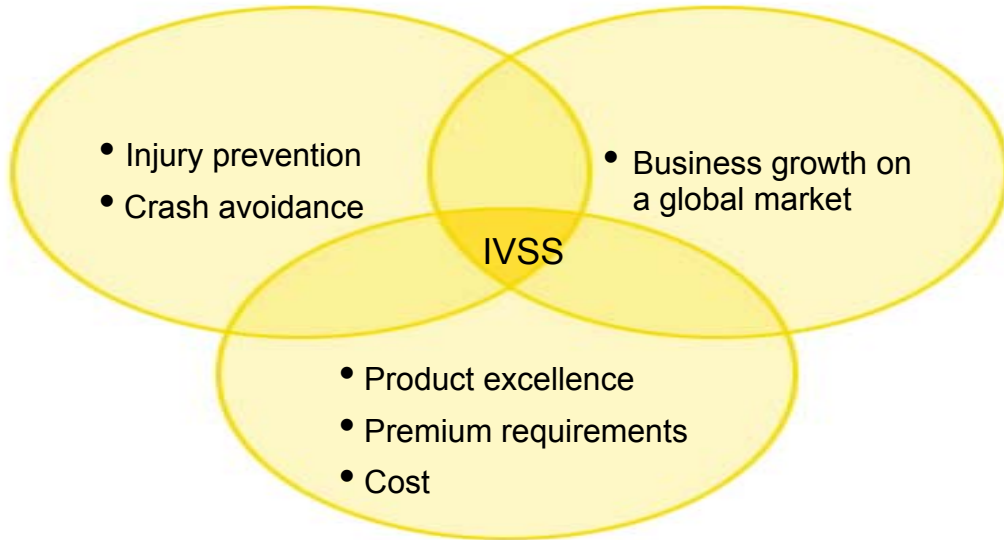 • Injury prevention
• Crash avoidance
• Business growth on
a global market
IVSS
• Product excellence
• Premium requirements
• Cost